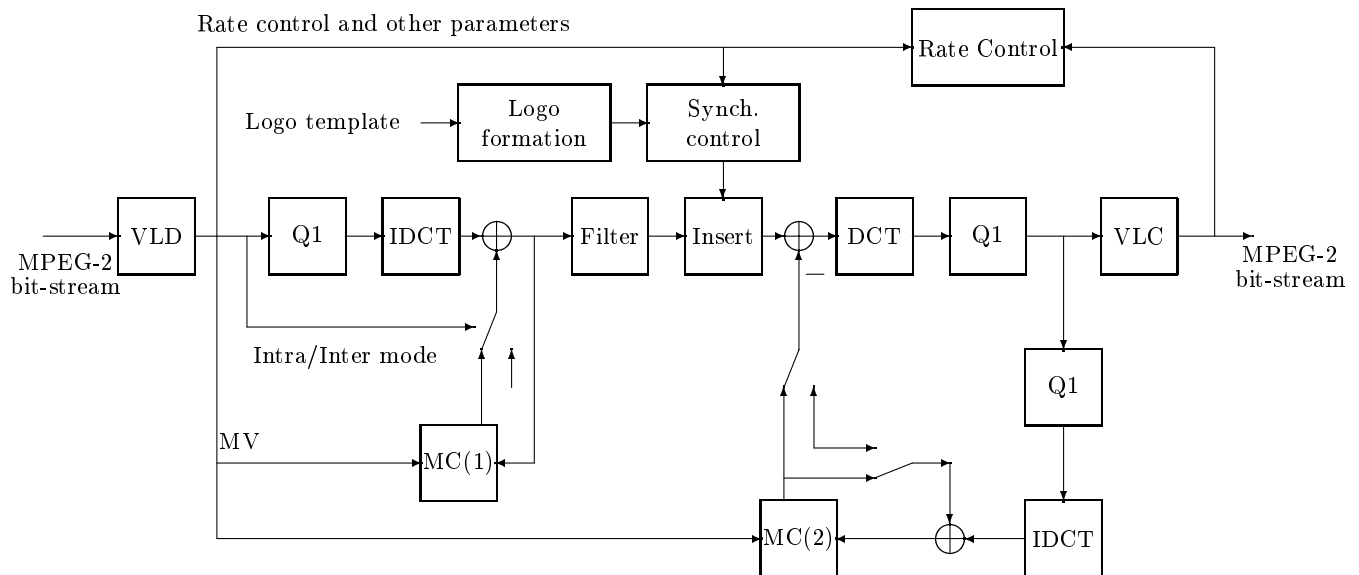 Rate control and other parameters
Rate Control
Logo template
Logo
formation
Synch.
control
MPEG-2
bit-stream
VLD
Q1
IDCT
Filter
Insert
DCT
Q1
VLC
MPEG-2
bit-stream
Intra/Inter mode
Q1
MV
MC(1)
MC(2)
IDCT